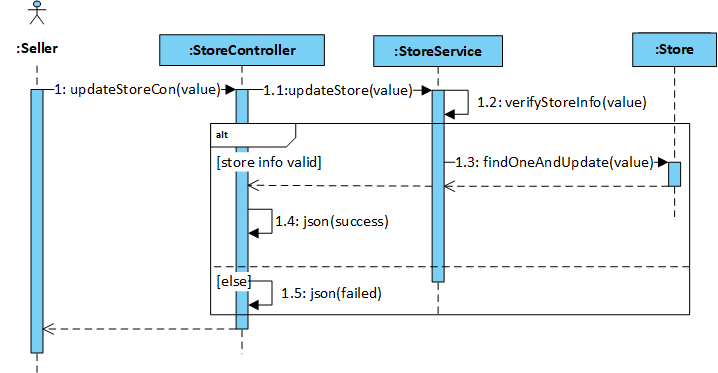 :Seller
:StoreController
:StoreService
:Store
1: updateStoreCon(value)
1.1:updateStore(value)
1.2: verifyStoreInfo(value)
alt
[store info valid]
1.3: findOneAndUpdate(value)
1.4: json(success)
[else]
1.5: json(failed)